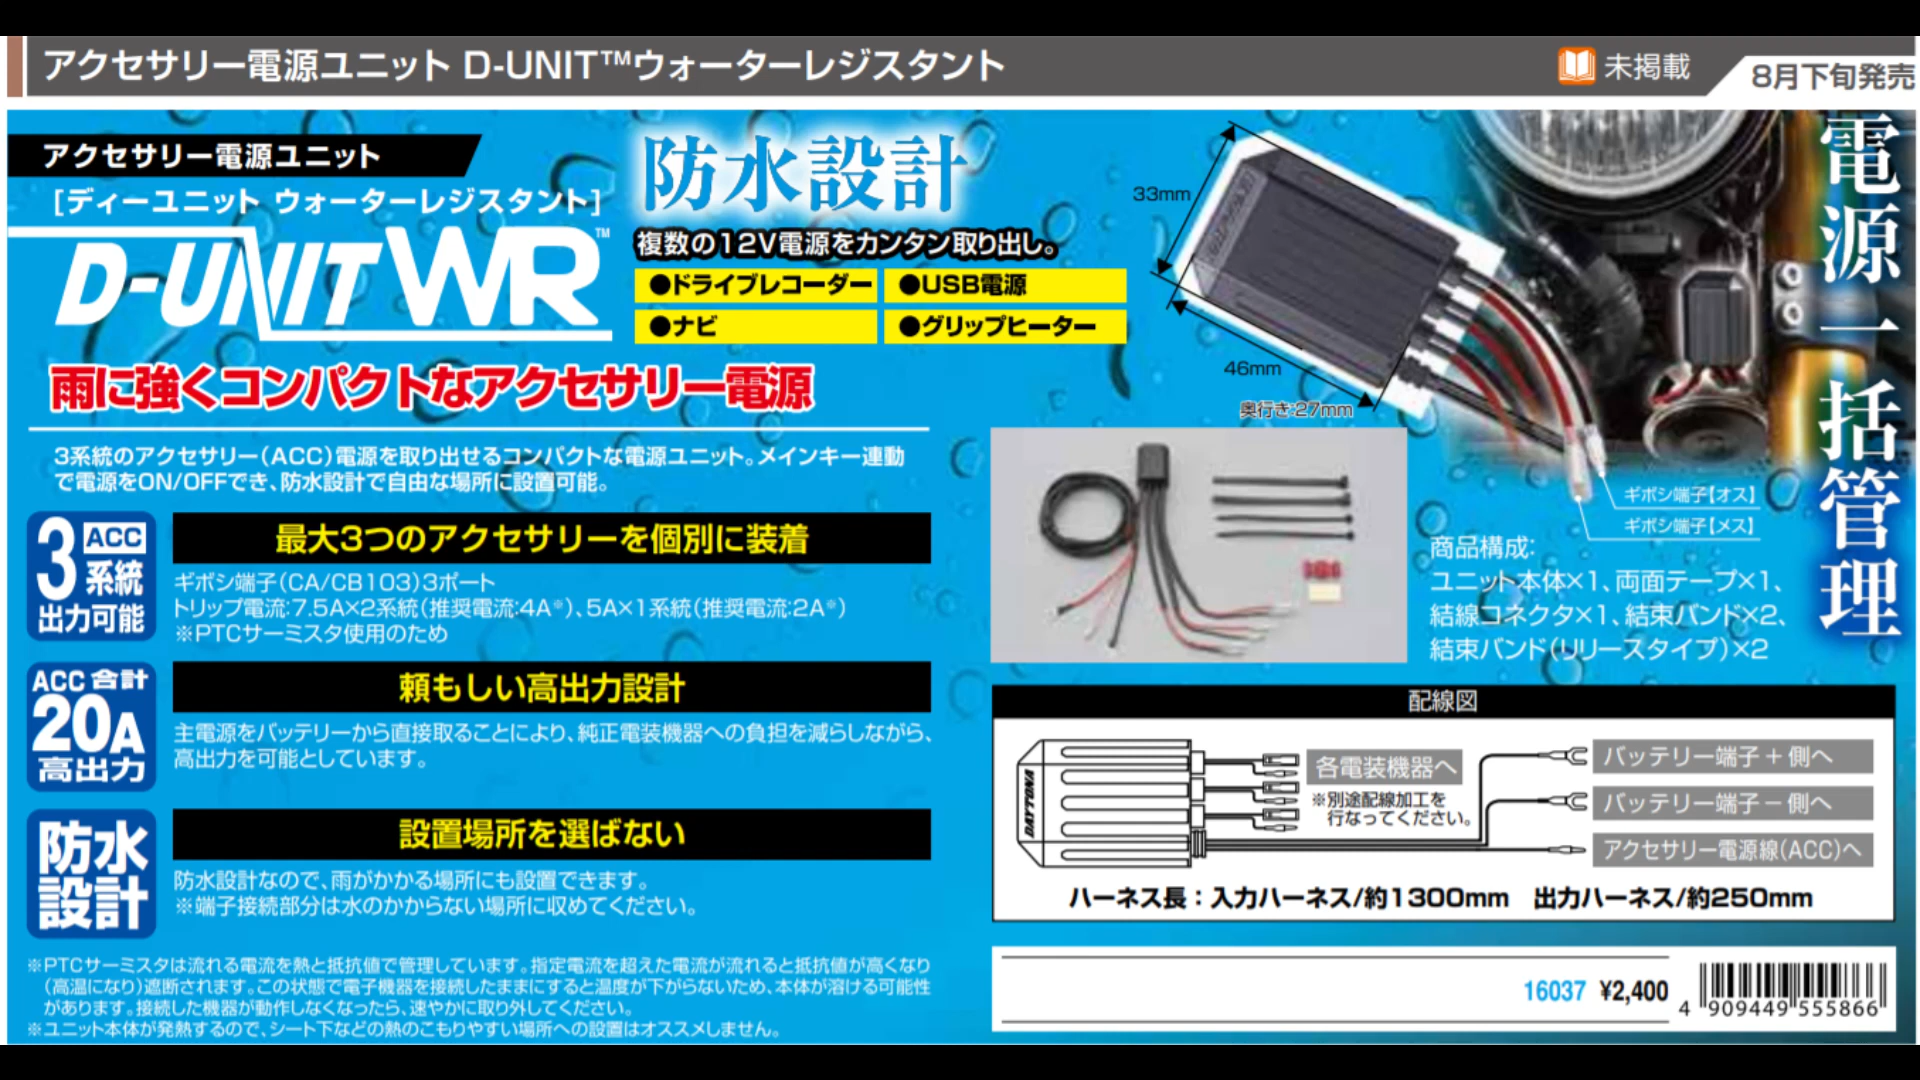 アクセサリー電源ユニット D-UNIT™ウォーターレジスタント
未掲載
8月下旬発売
アクセサリー電源ユニット
[ディーユニット ウォーターレジスタント]
D-UNIT WR™
防水設計
複数の12V電源をカンタン取り出し。
●ドライブレコーダー ●USB電源
●ナビ ●グリップヒーター
雨に強くコンパクトなアクセサリー電源
3系統のアクセサリー(ACC)電源を取り出せるコンパクトな電源ユニット。メインキー連動
で電源をON/OFFでき、防水設計で自由な場所に設置可能。
3 ACC
系統
出力可能
最大3つのアクセサリーを個別に装着
ギボシ端子(CA/CB103)3ポート
トリップ電流:7.5A×2系統(推奨電流:4A※)、5A×1系統(推奨電流:2A※)
※PTCサーミスタ使用のため
ACC合計
20A
高出力
頼もしい高出力設計
主電源をバッテリーから直接取ることにより、純正電装機器への負担を減らしながら、
高出力を可能としています。
防水
設計
設置場所を選ばない
防水設計なので、雨がかかる場所にも設置できます。
※端子接続部分は水のかからない場所に収めてください。
※PTCサーミスタは流れる電流を熱と抵抗値で管理しています。指定電流を超えた電流が流れると抵抗値が高くなり
(高温になり)遮断されます。この状態で電子機器を接続したままにすると温度が下がらないため、本体が溶ける可能性
があります。接続した機器が動作しなくなったら、速やかに取り外してください。
※ユニット本体が発熱するので、シート下などの熱のこもりやすい場所への設置はオススメしません。
33mm
46mm
奥行き:27mm
DAYTONA
電源一括管理
ギボシ端子【オス】
ギボシ端子【メス】
商品構成:
ユニット本体×1、両面テープ×1、
結線コネクタ×1、結束バンド×2、
結束バンド(リリースタイプ)×2
配線図
DAYTONA
各電装機器へ
※別途配線加工を
行なってください。
バッテリー端子+側へ
バッテリー端子−側へ
アクセサリー電源線(ACC)へ
ハーネス長:入力ハーネス/約1300mm 出力ハーネス/約250mm
16037 ¥2,400
4 909449 555866